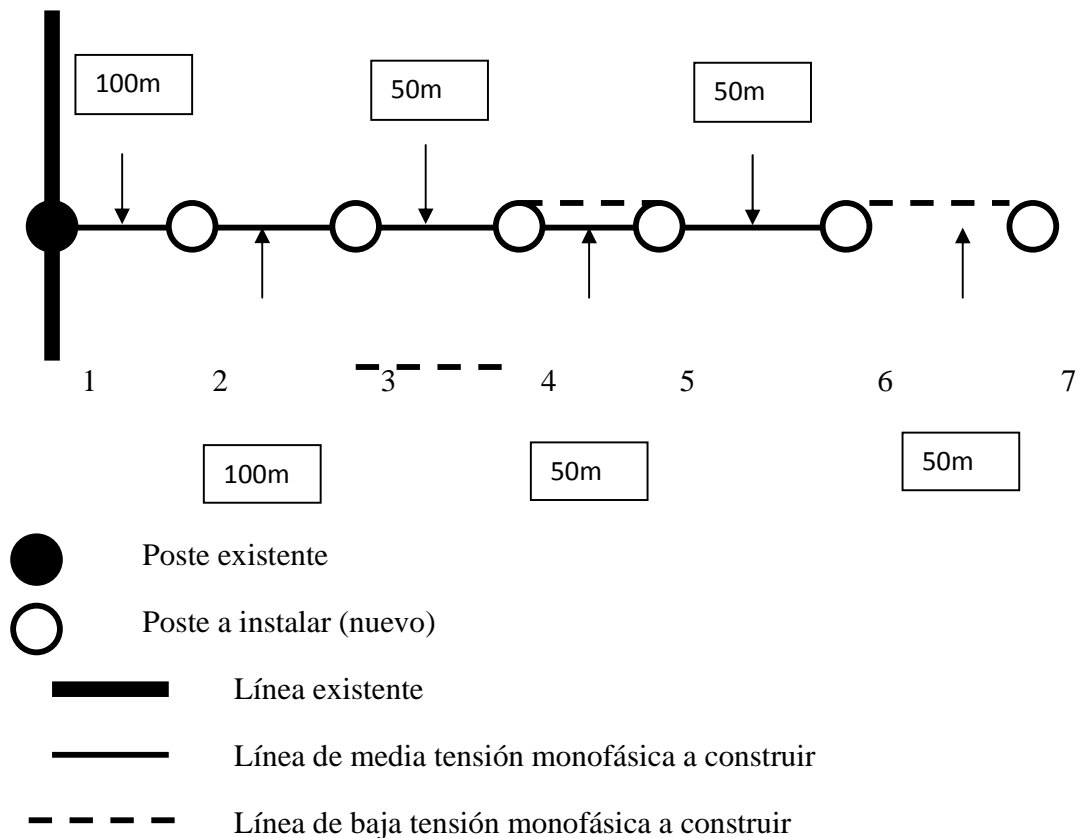 100m 50m 50m
1 2 3 4 5 6 7
100m 50m 50m
Poste existente
Poste a instalar (nuevo)
Línea existente
Línea de media tensión monofásica a construir
Línea de baja tensión monofásica a construir